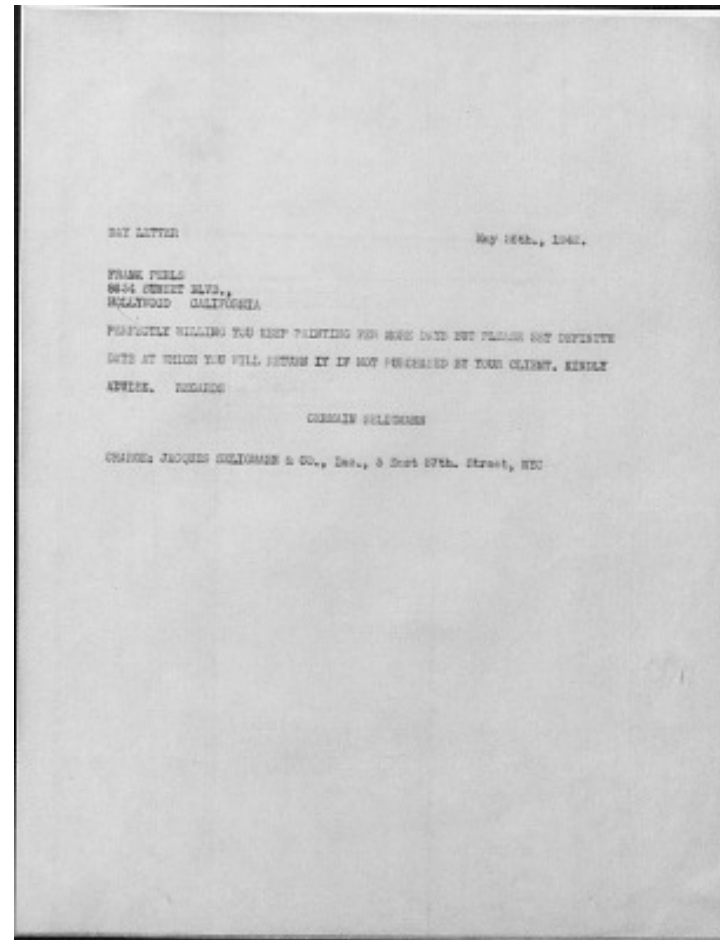 DAY LETTER
May 26th., 1942.
FRANK PERLS
8634 SUNSET BLVD.,
HOLLYWOOD CALIFORNIA
PERFECTLY WILLING YOU KEEP PAINTING FEW MORE DAYS BUT PLEASE SET DEFINITE
DATE AT WHICH YOU WILL RETURN IT IF NOT PURCHASED BY YOUR CLIENT. KINDLY
ADVISE. REGARDS
GERMAIN SELIGMANN
CHARGE: JACQUES SELIGMANN & CO., Inc., 5 East 57th. Street, NYC